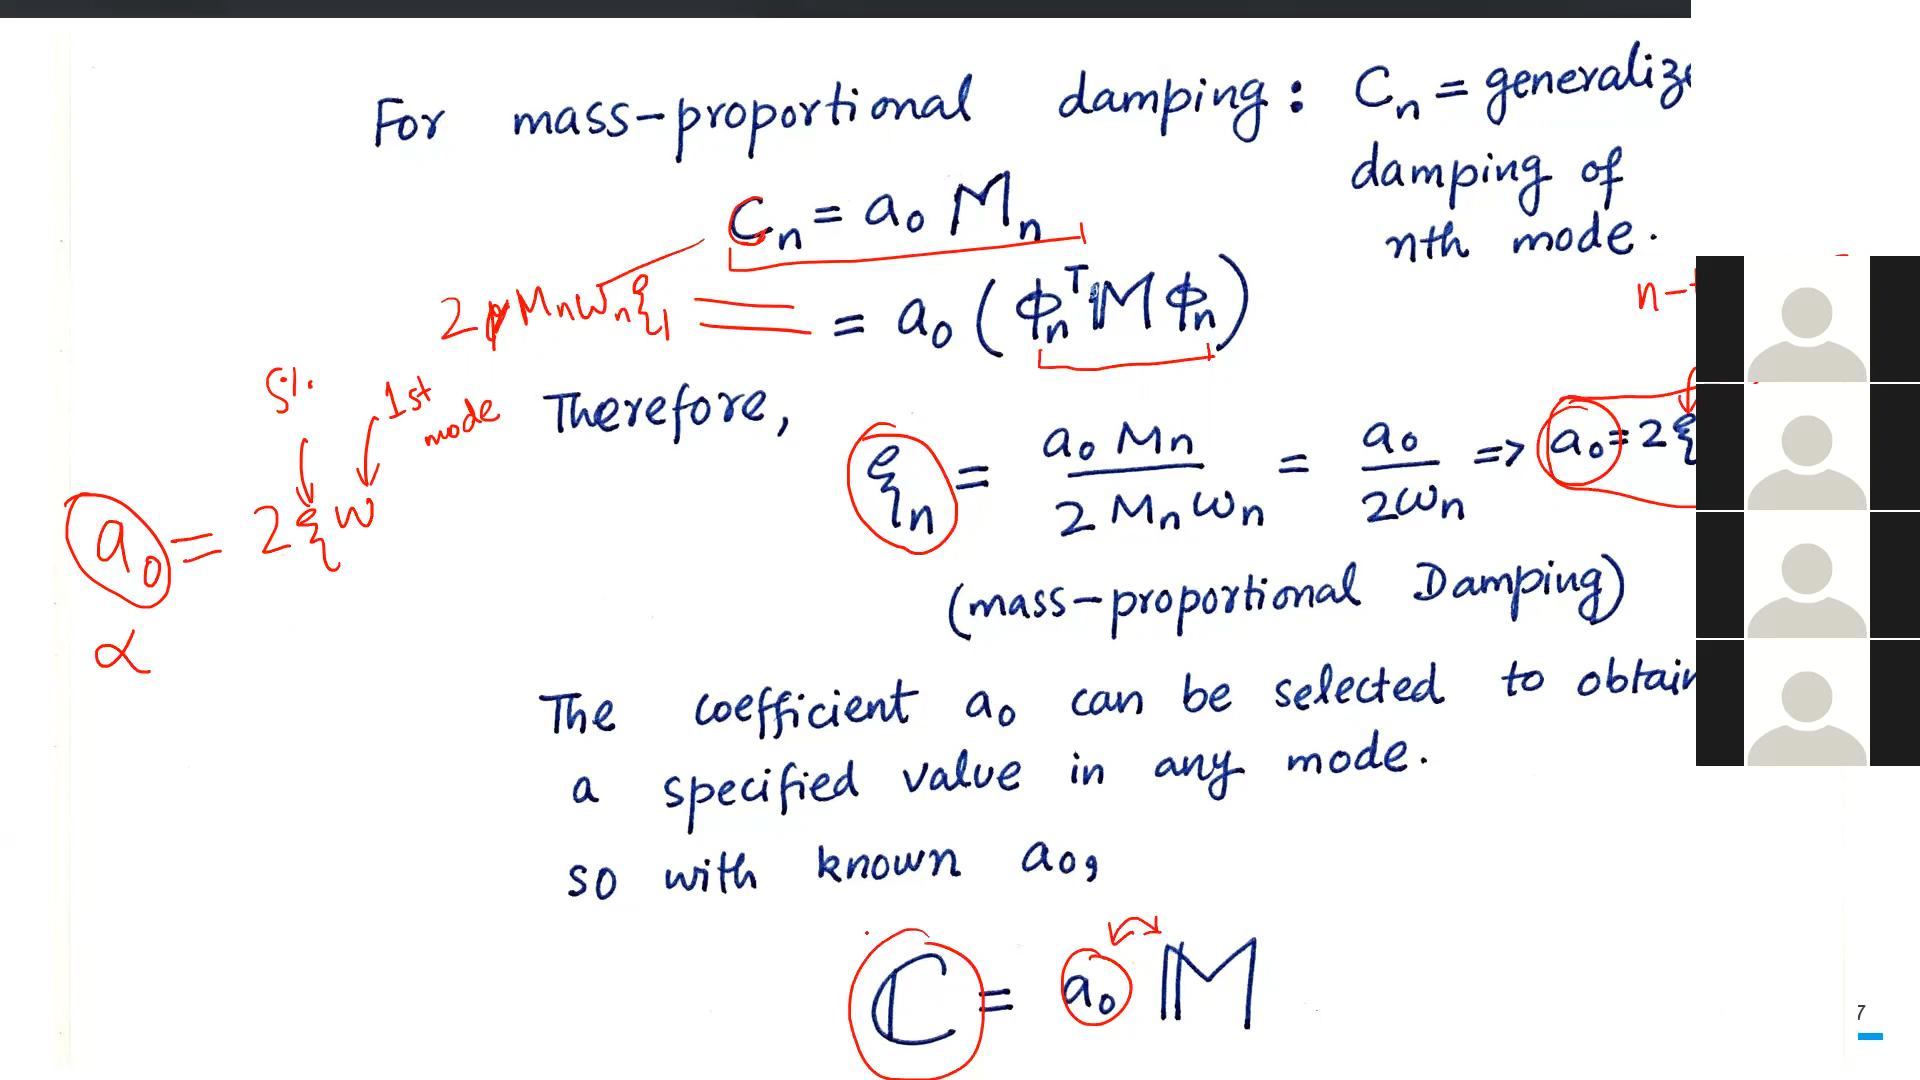 For mass-proportional damping: Cn = generalize
damping of
nth mode.
Cn = a0 Mn
2 Mn ωn ξ1 = a0 (ϕn^T M ϕn)
n-
5%
1st
mode
Therefore,
ξn = a0 Mn / 2 Mn ωn = a0 / 2ωn => a0 = 2ξ
a0 = 2ξω
(mass-proportional Damping)
α
The coefficient a0 can be selected to obtain
a specified value in any mode.
so with known a0,
C = a0 M
7